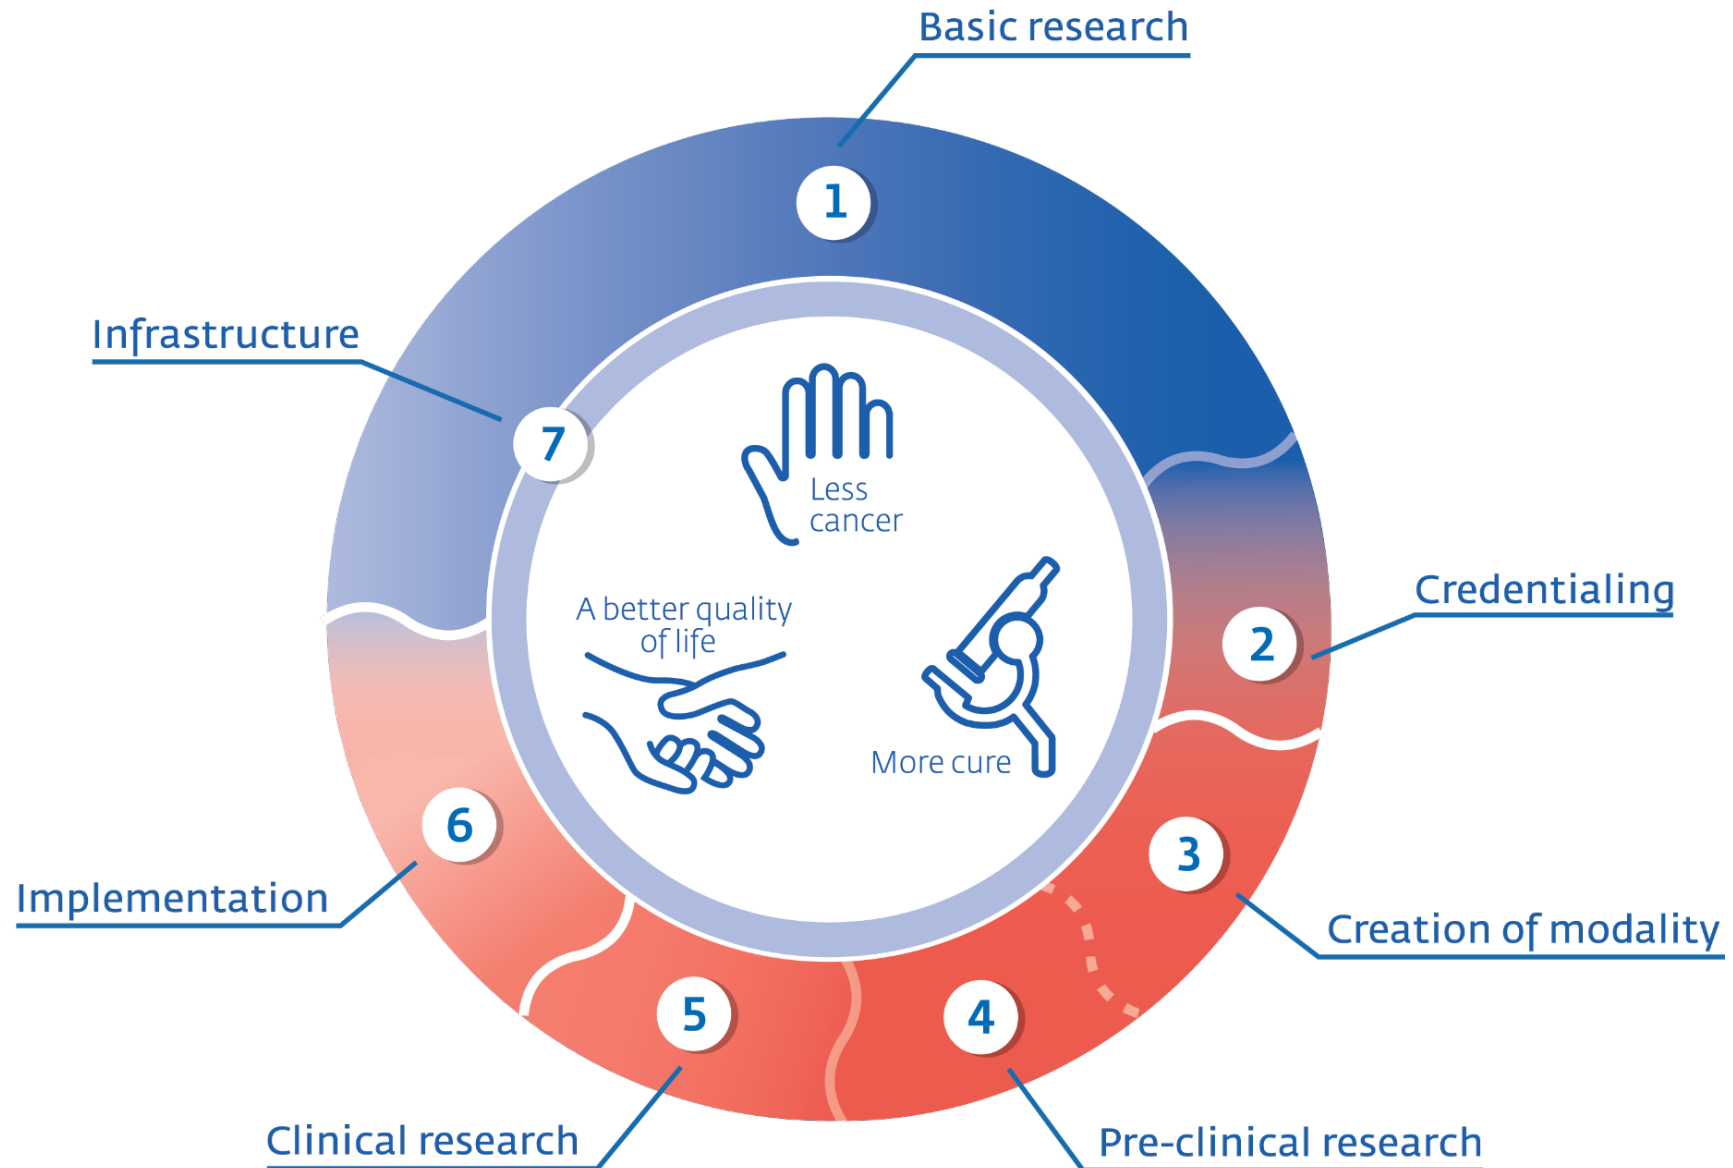 Basic research
1
Infrastructure
7
Less
cancer
A better quality
of life
More cure
Credentialing
2
3
Creation of modality
6
Implementation
5
4
Clinical research
Pre-clinical research